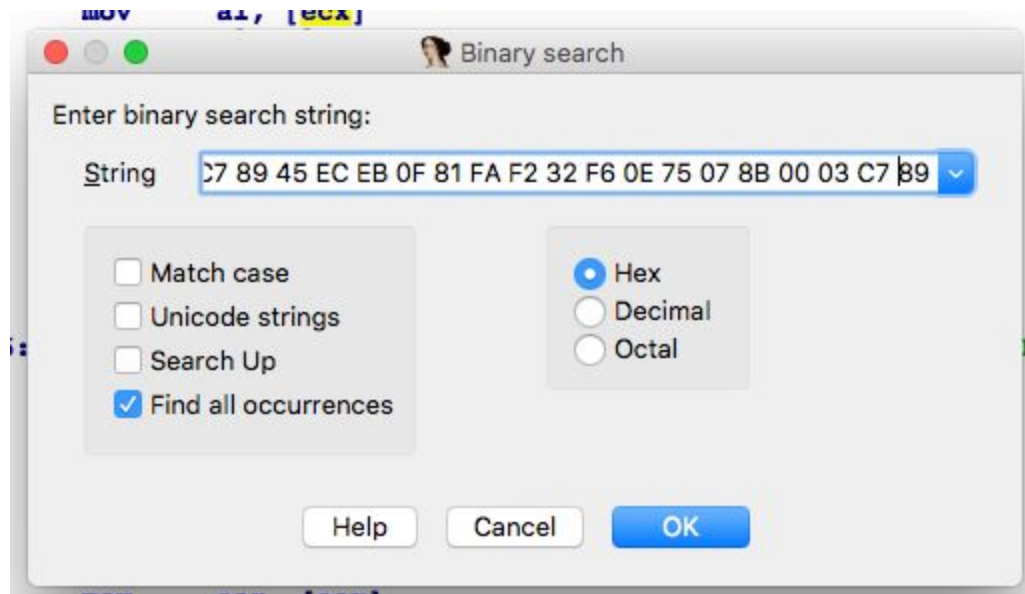 mov al, [ecx]
Binary search
Enter binary search string:
String C7 89 45 EC EB 0F 81 FA F2 32 F6 0E 75 07 8B 00 03 C7 89
Match case
Unicode strings
Search Up
Find all occurrences
Hex
Decimal
Octal
Help Cancel OK